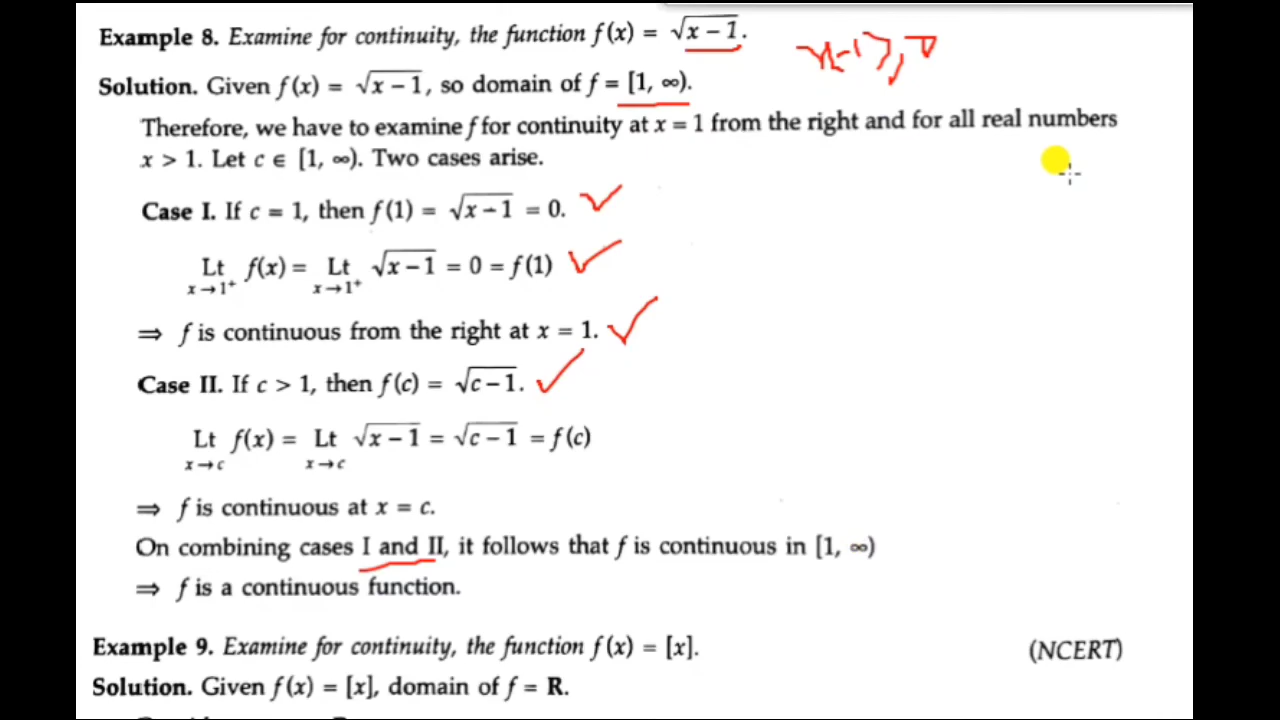 Example 8. Examine for continuity, the function f(x) = √x – 1.
x-1≥0
Solution. Given f(x) = √x – 1, so domain of f = [1, ∞).
Therefore, we have to examine f for continuity at x = 1 from the right and for all real numbers
x > 1. Let c ∈ [1, ∞). Two cases arise.
Case I. If c = 1, then f(1) = √x – 1 = 0.
Lt f(x) = Lt √x – 1 = 0 = f(1)
x→1⁺ x→1⁺
⇒ f is continuous from the right at x = 1.
Case II. If c > 1, then f(c) = √c – 1.
Lt f(x) = Lt √x – 1 = √c – 1 = f(c)
x→c x→c
⇒ f is continuous at x = c.
On combining cases I and II, it follows that f is continuous in [1, ∞)
⇒ f is a continuous function.
Example 9. Examine for continuity, the function f(x) = [x]. (NCERT)
Solution. Given f(x) = [x], domain of f = R.